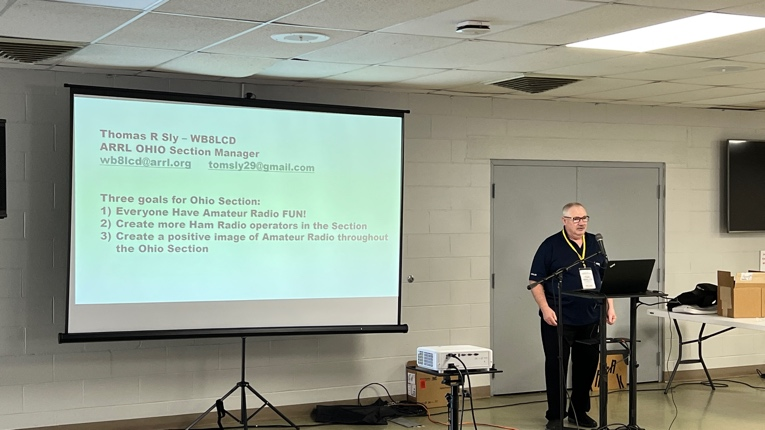 Thomas R Sly – WB8LCD
ARRL OHIO Section Manager
wb8lcd@arrl.org tomsly29@gmail.com
Three goals for Ohio Section:
1) Everyone Have Amateur Radio FUN!
2) Create more Ham Radio operators in the Section
3) Create a positive image of Amateur Radio throughout
the Ohio Section